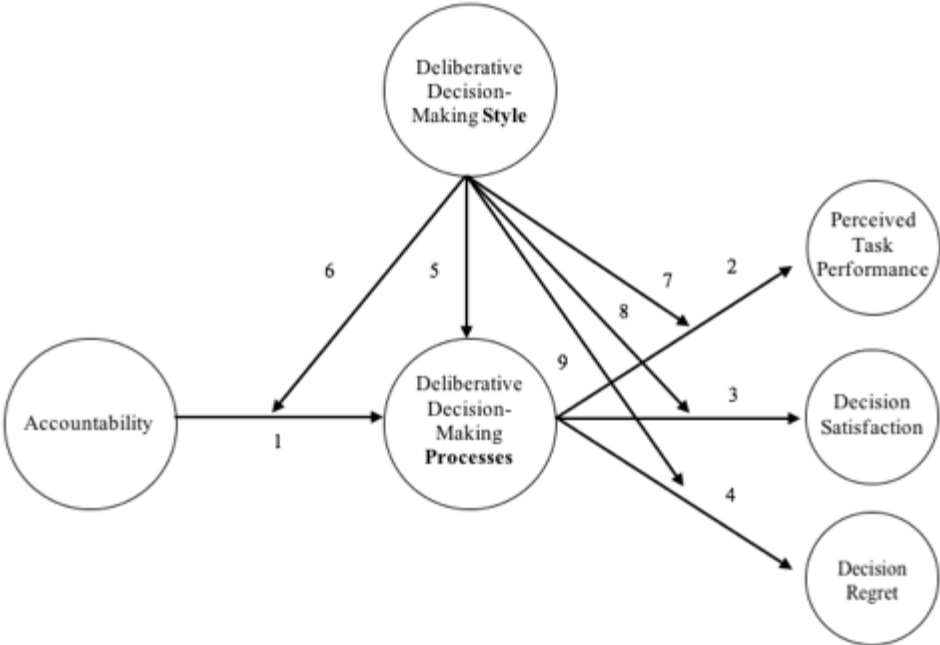 Deliberative
Decision-
Making Style
Perceived
Task
Performance
6
5
7
2
8
9
Accountability
1
Deliberative
Decision-
Making
Processes
3
Decision
Satisfaction
4
Decision
Regret